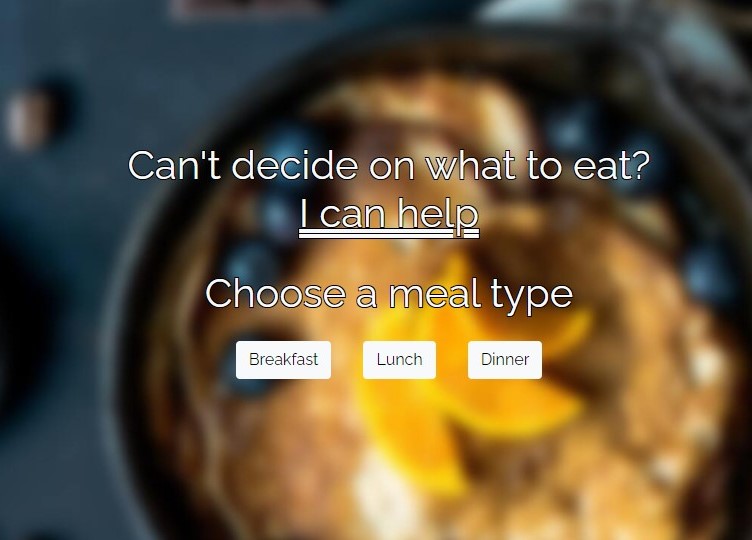 Can't decide on what to eat?
I can help
Choose a meal type
Breakfast Lunch Dinner